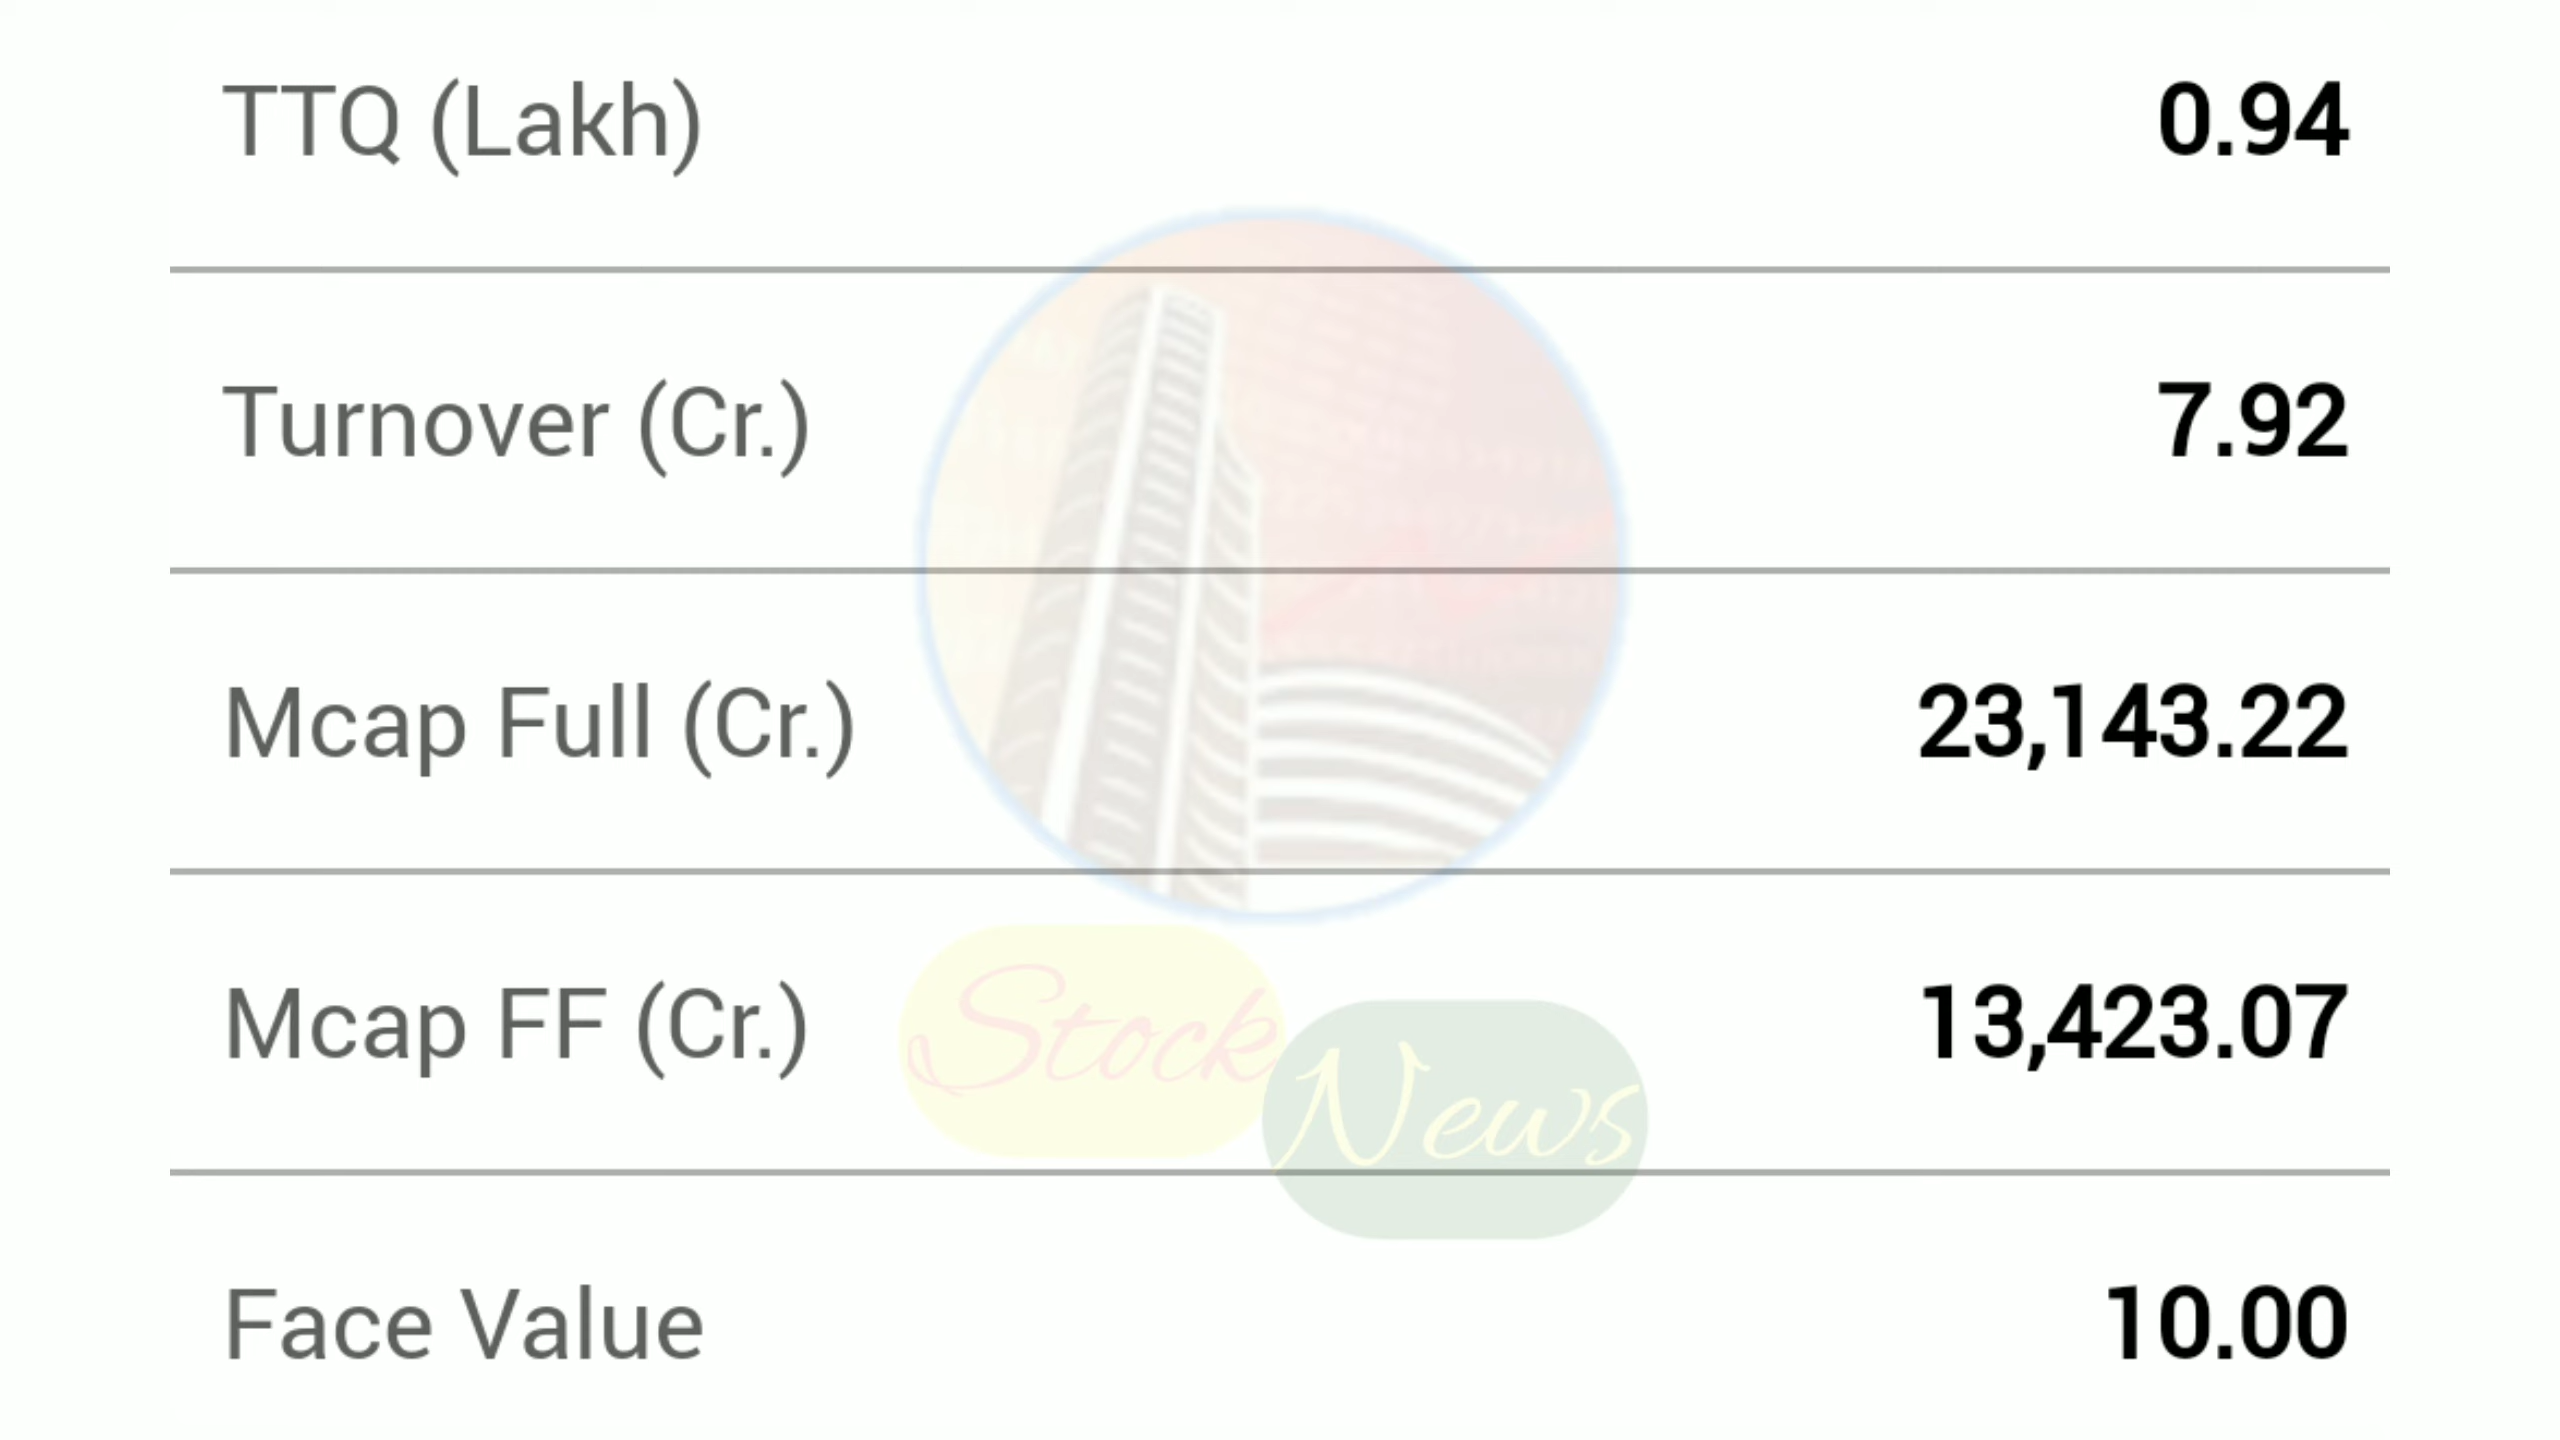 TTQ (Lakh) 0.94
Turnover (Cr.) 7.92
Mcap Full (Cr.) 23,143.22
Mcap FF (Cr.) 13,423.07
Stock
News
Face Value 10.00